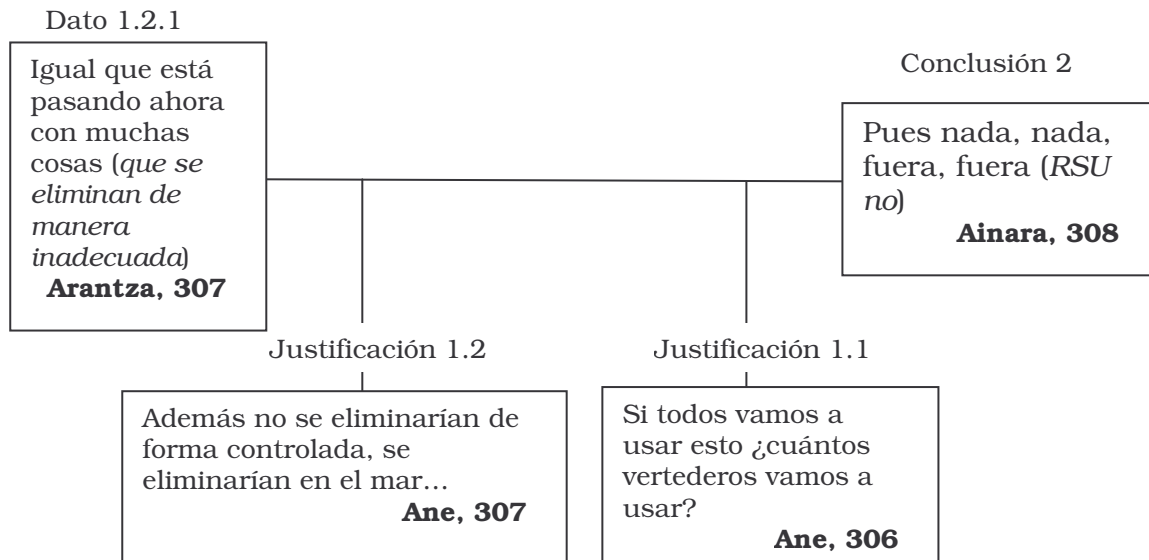 Dato 1.2.1
Igual que está
pasando ahora
con muchas
cosas (que se
eliminan de
manera
inadecuada)
Arantza, 307
Conclusión 2
Pues nada, nada,
fuera, fuera (RSU
no)
Ainara, 308
Justificación 1.2
Además no se eliminarían de
forma controlada, se
eliminarían en el mar…
Ane, 307
Justificación 1.1
Si todos vamos a
usar esto ¿cuántos
vertederos vamos a
usar?
Ane, 306